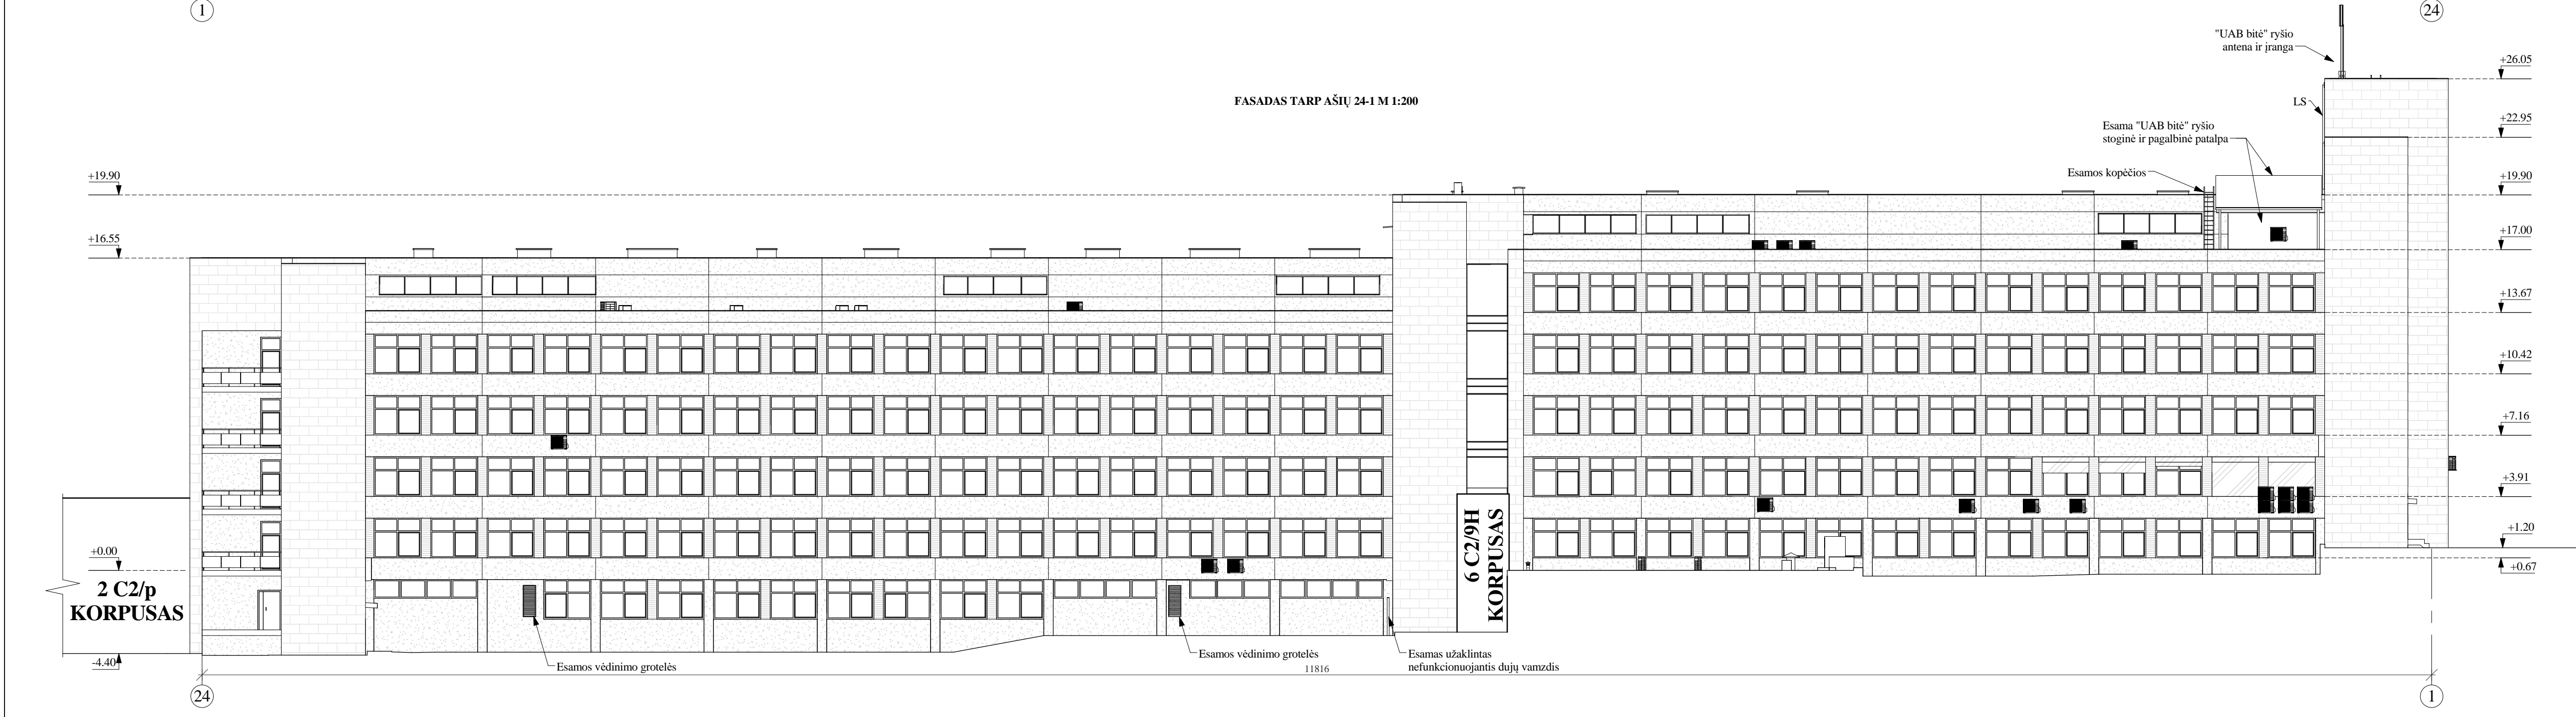 1
24
"UAB bitė" ryšio
antena ir įranga
+26.05
FASADAS TARP AŠIŲ 24-1 M 1:200
LS
+22.95
Esama "UAB bitė" ryšio
stoginė ir pagalbinė patalpa
Esamos kopėčios
+19.90
+19.90
+16.55
+17.00
+13.67
+10.42
+7.16
+3.91
+1.20
+0.67
+0.00
2 C2/p
KORPUSAS
-4.40
6 C2/9H
KORPUSAS
Esamos vėdinimo grotelės
Esamos vėdinimo grotelės
Esamas užaklintas
nefunkcionuojantis dujų vamzdis
11816
24
1